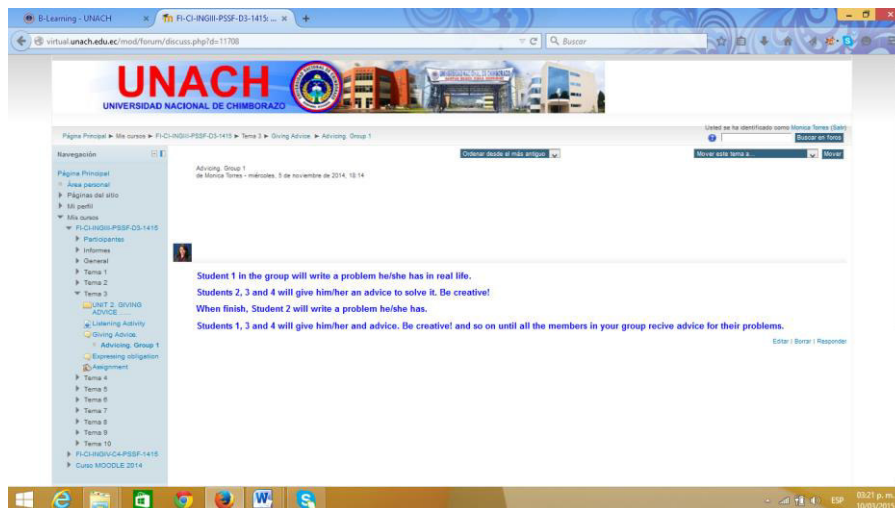 B-Learning - UNACH
FI-CI-INGIII-PSSF-D3-1415: ...
virtual.unach.edu.ec/mod/forum/discuss.php?d=11708
Buscar
UNACH
UNIVERSIDAD NACIONAL DE CHIMBORAZO
Usted se ha identificado como Monica Torres (Salir)
Página Principal ► Mis cursos ► FI-CI-INGIII-PSSF-D3-1415 ► Tema 3 ► Giving Advice. ► Advicing. Group 1
Buscar en foros
Navegación
Ordenar desde el más antiguo
Mover este tema a...
Mover
Advicing. Group 1
de Monica Torres - miércoles, 5 de noviembre de 2014, 18:14
Página Principal
Área personal
Páginas del sitio
Mi perfil
Mis cursos
FI-CI-INGIII-PSSF-D3-1415
Participantes
Informes
General
Tema 1
Tema 2
Tema 3
UNIT 2. GIVING
ADVICE ......
Listening Activity
Giving Advice.
Advicing. Group 1
Expressing obligation
Assignment
Tema 4
Tema 5
Tema 6
Tema 7
Tema 8
Tema 9
Tema 10
FI-CI-INGIV-C4-PSSF-1415
Curso MOODLE 2014
Student 1 in the group will write a problem he/she has in real life.
Students 2, 3 and 4 will give him/her an advice to solve it. Be creative!
When finish, Student 2 will write a problem he/she has.
Students 1, 3 and 4 will give him/her and advice. Be creative! and so on until all the members in your group recive advice for their problems.
Editar | Borrar | Responder
ESP
03:21 p. m.
10/03/2015